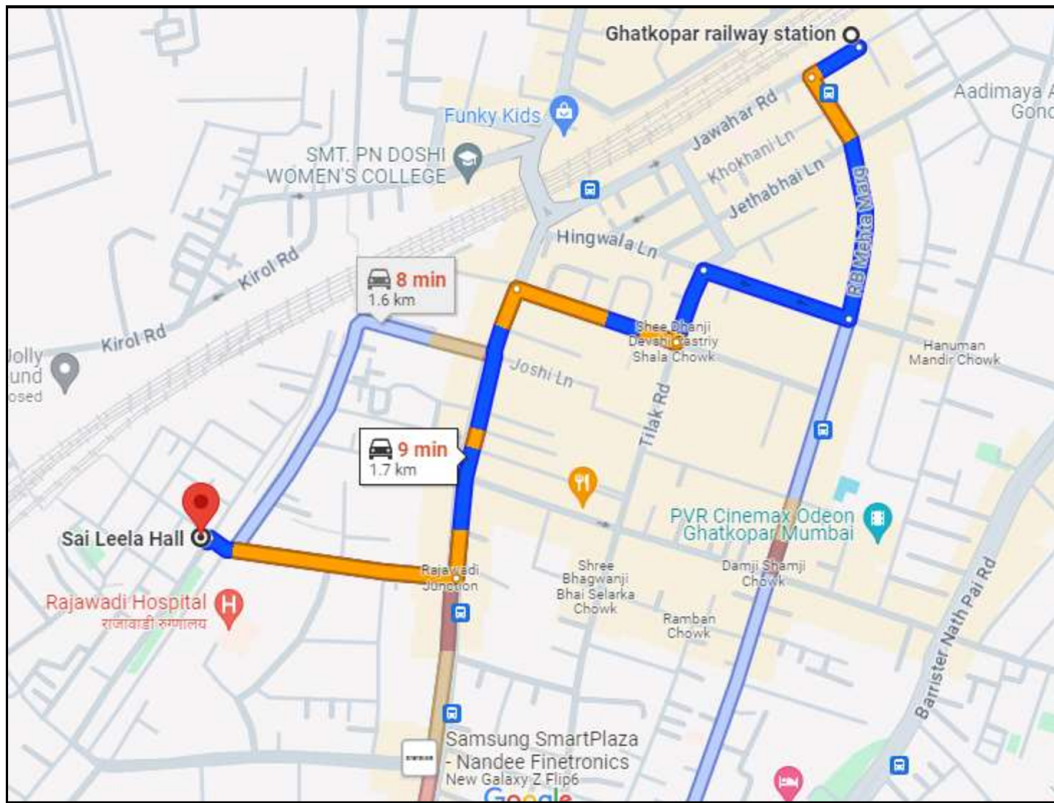 Ghatkopar railway station
Aadimaya A
Gond
Funky Kids
Jawahar Rd
Khokhani Ln
SMT. PN DOSHI
WOMEN'S COLLEGE
Jethabhai Ln
RB Mehta Marg
Hingwala Ln
Kirol Rd
8 min
1.6 km
Kirol Rd
Shee Dhanji
Devshi Rastriy
Shala Chowk
Hanuman
Mandir Chowk
Jolly
und
osed
Joshi Ln
Tilak Rd
9 min
1.7 km
PVR Cinemax Odeon
Ghatkopar Mumbai
Sai Leela Hall
Rajawadi
Junction
Shree
Bhagwanji
Bhai Selarka
Chowk
Damji Shamji
Chowk
Rajawadi Hospital
H
राजावाडी रुग्णालय
Ramban
Chowk
Barrister Nath Pai Rd
Samsung SmartPlaza
- Nandee Finetronics
New Galaxy Z Flip6
Google